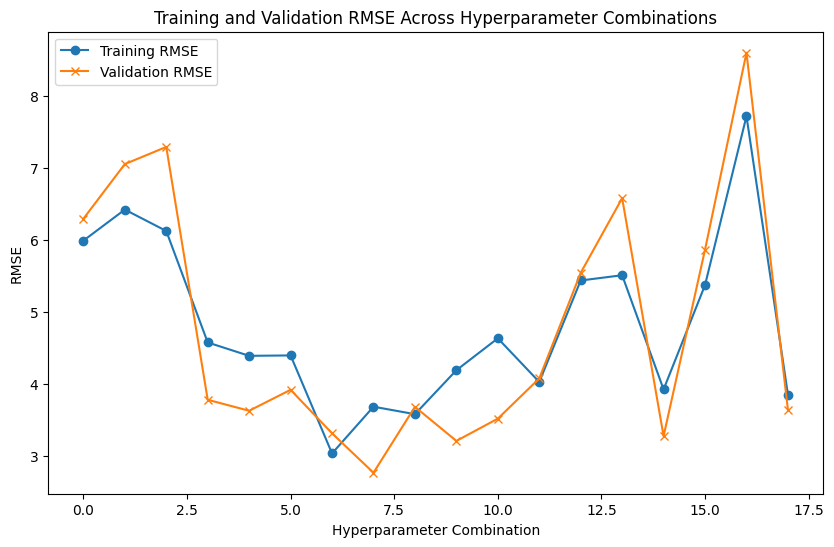 Training and Validation RMSE Across Hyperparameter Combinations
Training RMSE
Validation RMSE
RMSE
8
7
6
5
4
3
0.0 2.5 5.0 7.5 10.0 12.5 15.0 17.5
Hyperparameter Combination